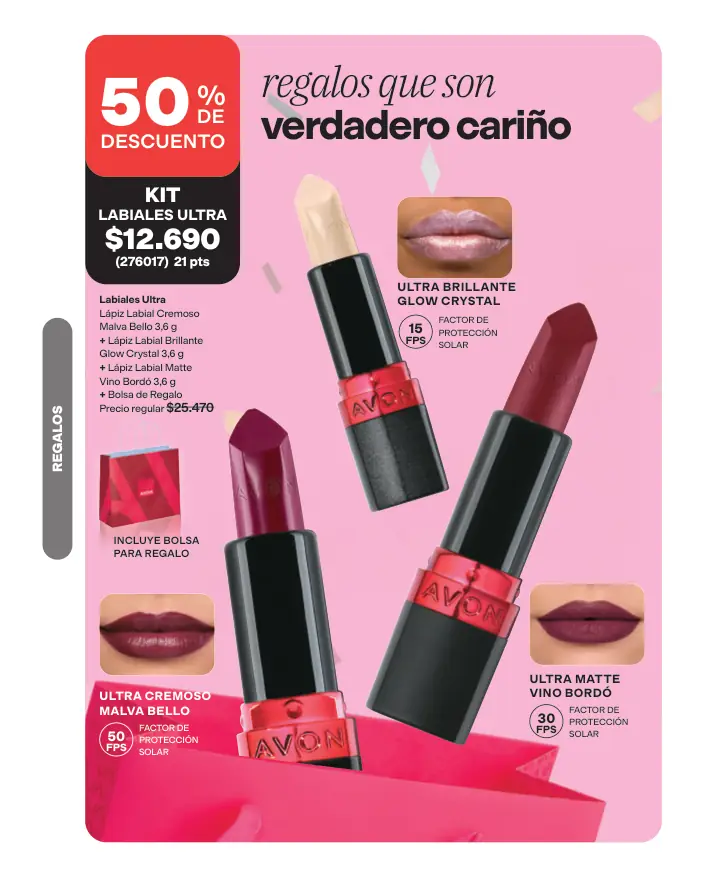 50 %
DE
DESCUENTO
regalos que son
verdadero cariño
KIT
LABIALES ULTRA
$12.690
(276017) 21 pts
Labiales Ultra
Lápiz Labial Cremoso
Malva Bello 3,6 g
+ Lápiz Labial Brillante
Glow Crystal 3,6 g
+ Lápiz Labial Matte
Vino Bordó 3,6 g
+ Bolsa de Regalo
Precio regular $25.470
ULTRA BRILLANTE
GLOW CRYSTAL
15
FPS
FACTOR DE
PROTECCIÓN
SOLAR
AVON
REGALOS
INCLUYE BOLSA
PARA REGALO
AVON
ULTRA MATTE
VINO BORDÓ
30
FPS
FACTOR DE
PROTECCIÓN
SOLAR
ULTRA CREMOSO
MALVA BELLO
50
FPS
FACTOR DE
PROTECCIÓN
SOLAR
AVON